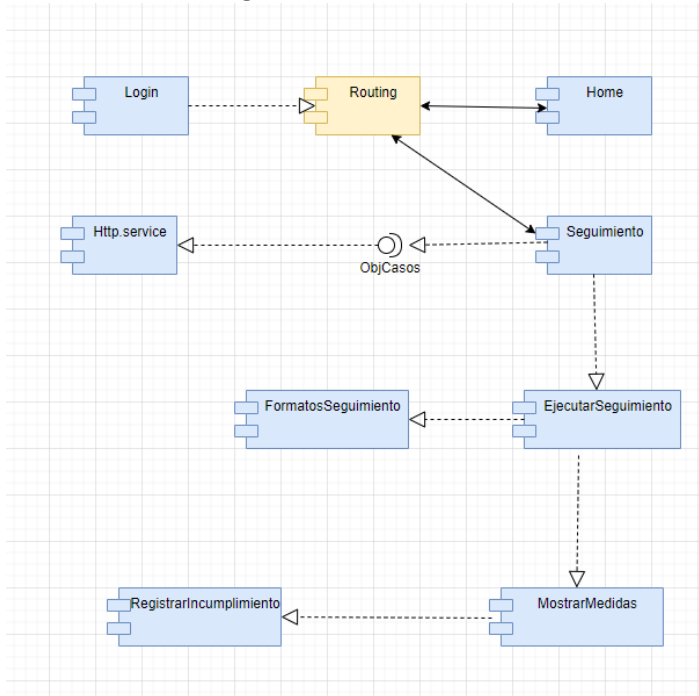 Login
Routing
Home
Http.service
ObjCasos
Seguimiento
FormatosSeguimiento
EjecutarSeguimiento
RegistrarIncumplimiento
MostrarMedidas